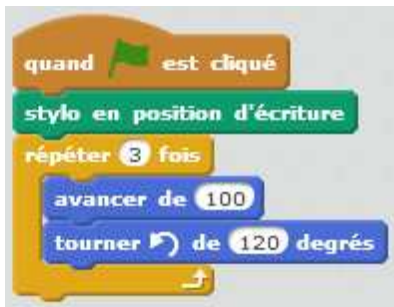 quand est cliqué
stylo en position d'écriture
répéter 3 fois
avancer de 100
tourner de 120 degrés